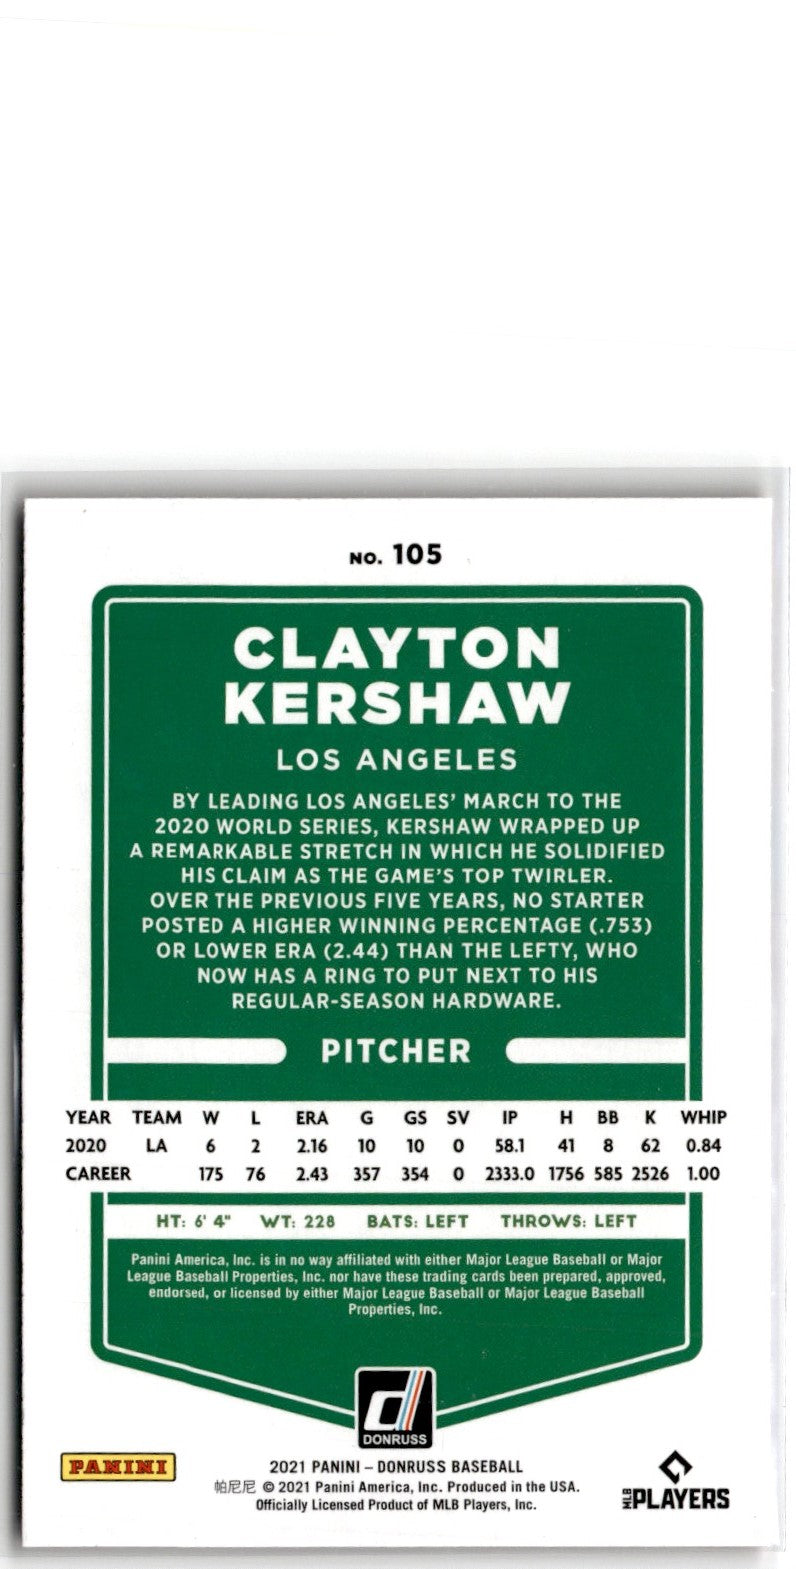 NO. 105
CLAYTON
KERSHAW
LOS ANGELES
BY LEADING LOS ANGELES' MARCH TO THE
2020 WORLD SERIES, KERSHAW WRAPPED UP
A REMARKABLE STRETCH IN WHICH HE SOLIDIFIED
HIS CLAIM AS THE GAME'S TOP TWIRLER.
OVER THE PREVIOUS FIVE YEARS, NO STARTER
POSTED A HIGHER WINNING PERCENTAGE (.753)
OR LOWER ERA (2.44) THAN THE LEFTY, WHO
NOW HAS A RING TO PUT NEXT TO HIS
REGULAR-SEASON HARDWARE.
PITCHER
YEAR TEAM W L ERA G GS SV IP H BB K WHIP
2020 LA 6 2 2.16 10 10 0 58.1 41 8 62 0.84
CAREER 175 76 2.43 357 354 0 2333.0 1756 585 2526 1.00
HT: 6' 4" WT: 228 BATS: LEFT THROWS: LEFT
Panini America, Inc. is in no way affiliated with either Major League Baseball or Major
League Baseball Properties, Inc. nor have these trading cards been prepared, approved,
endorsed, or licensed by either Major League Baseball or Major League Baseball
Properties, Inc.
d
DONRUSS
PANINI
2021 PANINI – DONRUSS BASEBALL
帕尼尼 © 2021 Panini America, Inc. Produced in the USA.
Officially Licensed Product of MLB Players, Inc.
MLB PLAYERS